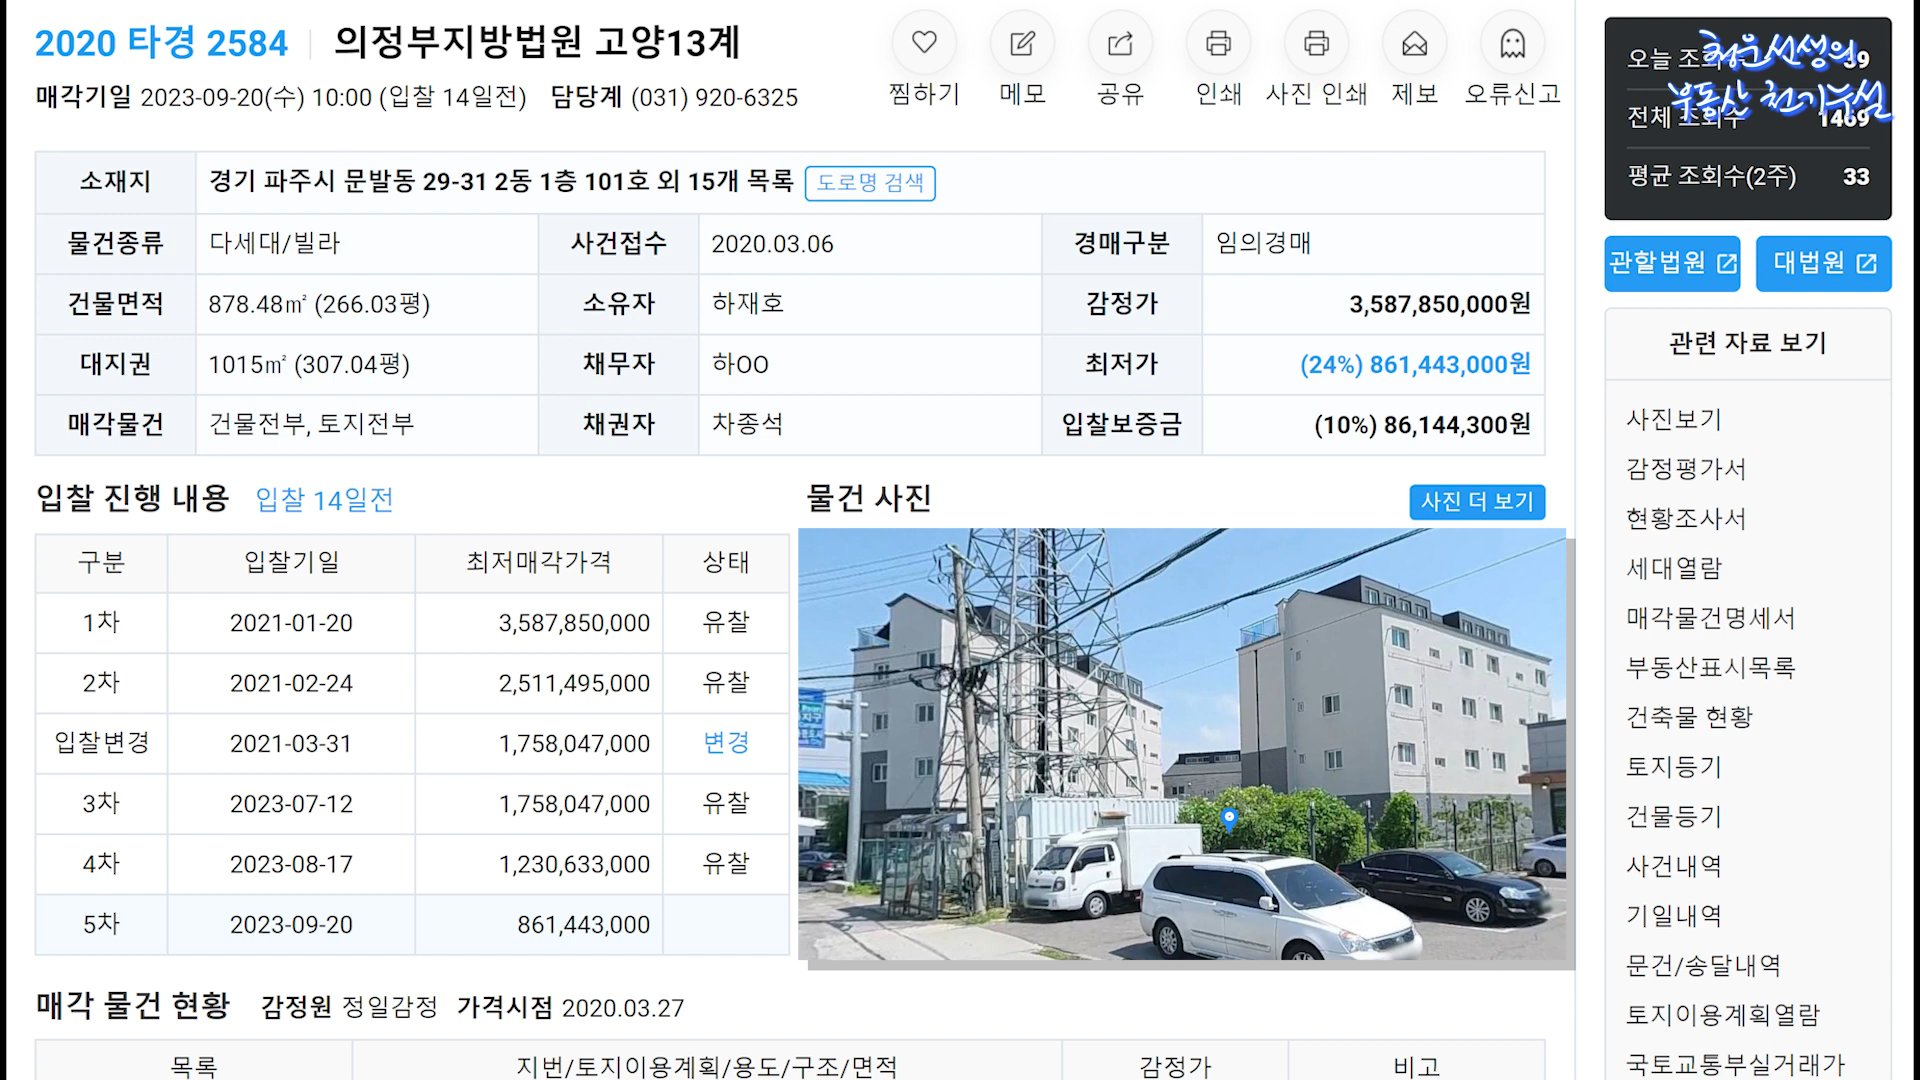 2020 타경 2584
의정부지방법원 고양13계
매각기일 2023-09-20(수) 10:00 (입찰 14일전) 담당계 (031) 920-6325
찜하기
메모
공유
인쇄
사진 인쇄
제보
오류신고
청운선생의
부동산 천기누설
오늘 39
전체 조회수 1469
평균 조회수(2주) 33
관할법원
대법원
소재지 경기 파주시 문발동 29-31 2동 1층 101호 외 15개 목록 도로명 검색
물건종류 다세대/빌라 사건접수 2020.03.06 경매구분 임의경매
건물면적 878.48㎡ (266.03평) 소유자 하재호 감정가 3,587,850,000원
대지권 1015㎡ (307.04평) 채무자 하OO 최저가 (24%) 861,443,000원
매각물건 건물전부, 토지전부 채권자 차종석 입찰보증금 (10%) 86,144,300원
입찰 진행 내용 입찰 14일전
구분 입찰기일 최저매각가격 상태
1차 2021-01-20 3,587,850,000 유찰
2차 2021-02-24 2,511,495,000 유찰
입찰변경 2021-03-31 1,758,047,000 변경
3차 2023-07-12 1,758,047,000 유찰
4차 2023-08-17 1,230,633,000 유찰
5차 2023-09-20 861,443,000
물건 사진
사진 더 보기
매각 물건 현황 감정원 정일감정 가격시점 2020.03.27
목록 지번/토지이용계획/용도/구조/면적 감정가 비고
관련 자료 보기
사진보기
감정평가서
현황조사서
세대열람
매각물건명세서
부동산표시목록
건축물 현황
토지등기
건물등기
사건내역
기일내역
문건/송달내역
토지이용계획열람
국토교통부실거래가